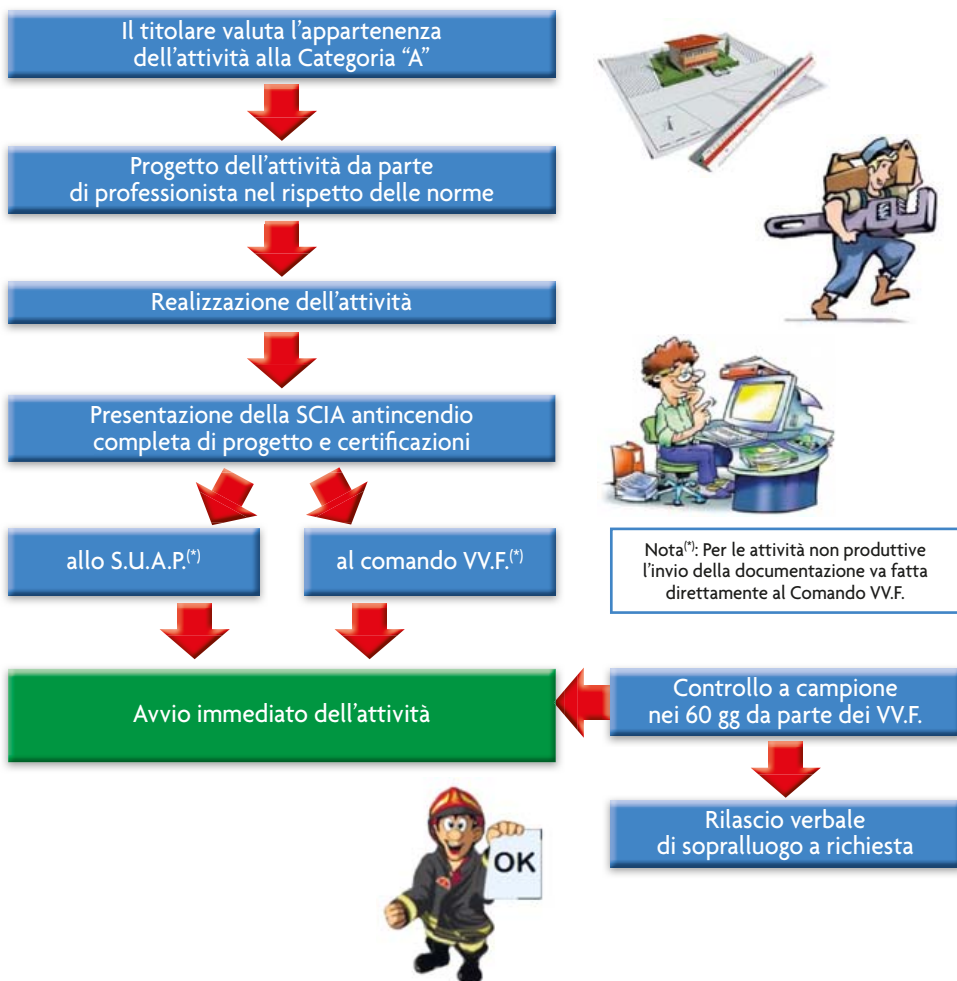 Il titolare valuta l’appartenenza
dell’attività alla Categoria “A”
Progetto dell’attività da parte
di professionista nel rispetto delle norme
Realizzazione dell’attività
Presentazione della SCIA antincendio
completa di progetto e certificazioni
allo S.U.A.P.(*)
al comando VV.F.(*)
Nota(*): Per le attività non produttive
l’invio della documentazione va fatta
direttamente al Comando VV.F.
Avvio immediato dell’attività
Controllo a campione
nei 60 gg da parte dei VV.F.
Rilascio verbale
di sopralluogo a richiesta
OK